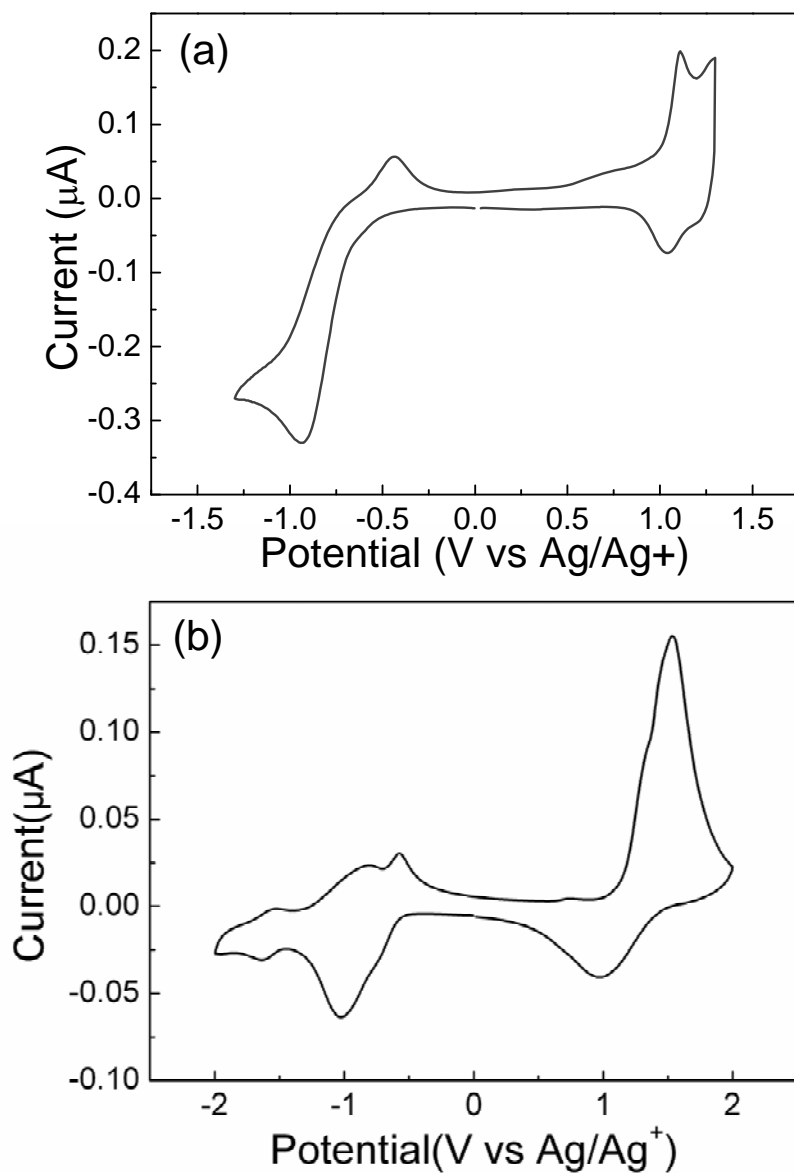 (a)
0.2
0.1
0.0
-0.1
-0.2
-0.3
-0.4
Current (μA)
-1.5 -1.0 -0.5 0.0 0.5 1.0 1.5
Potential (V vs Ag/Ag+)
(b)
0.15
0.10
0.05
0.00
-0.05
-0.10
Current(μA)
-2 -1 0 1 2
Potential(V vs Ag/Ag⁺)